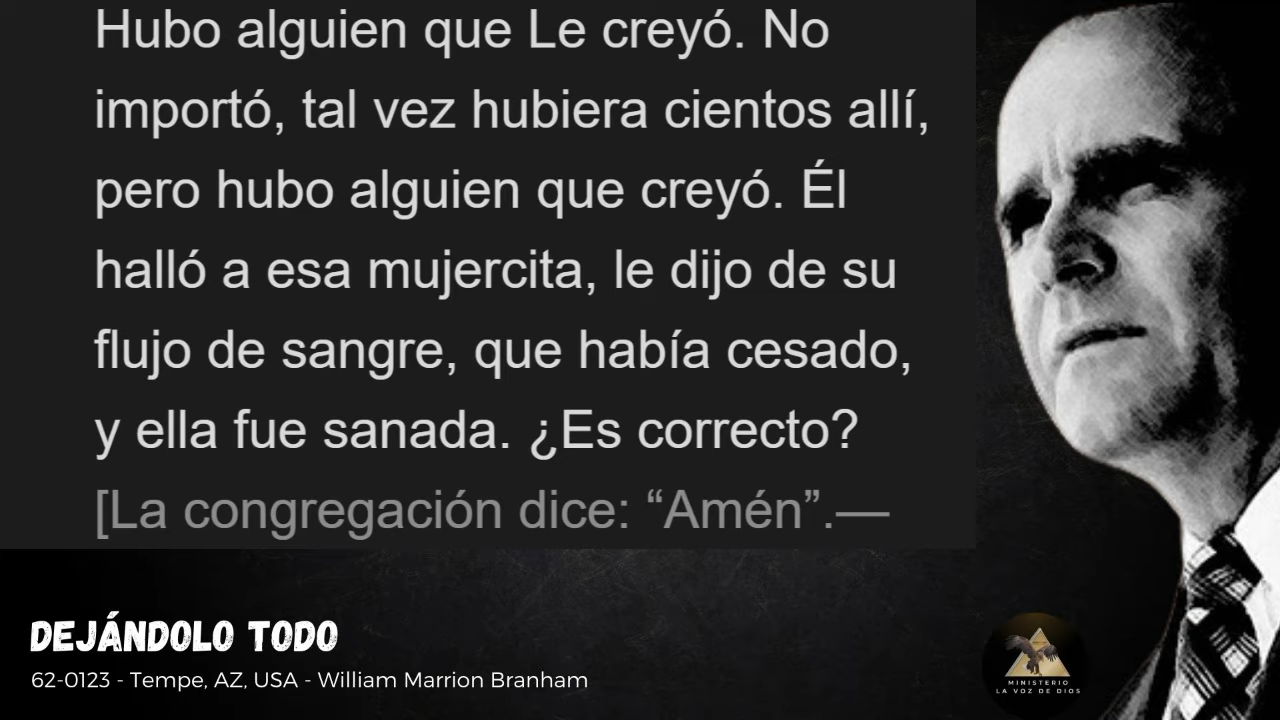 Hubo alguien que Le creyó. No
importó, tal vez hubiera cientos allí,
pero hubo alguien que creyó. Él
halló a esa mujercita, le dijo de su
flujo de sangre, que había cesado,
y ella fue sanada. ¿Es correcto?
[La congregación dice: “Amén”.—
DEJÁNDOLO TODO
62-0123 - Tempe, AZ, USA - William Marrion Branham
MINISTERIO
LA VOZ DE DIOS